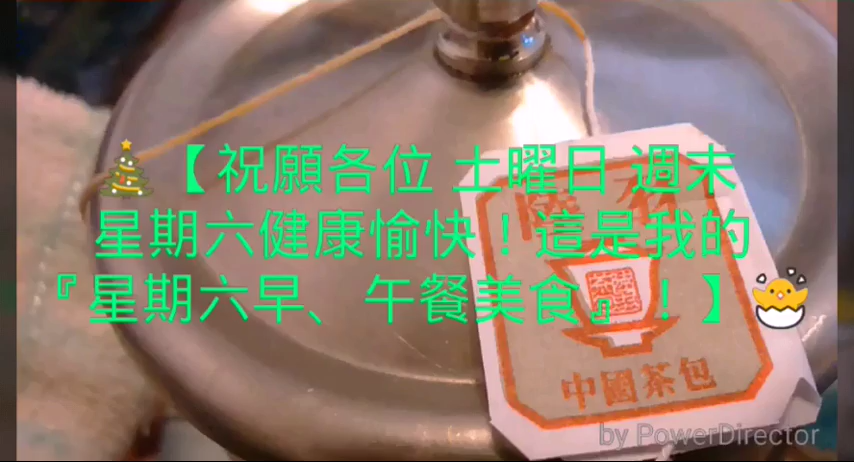 【祝願各位 土曜日 週末
星期六健康愉快！這是我的
『星期六早、午餐美食』！】
中國茶包
by PowerDirector